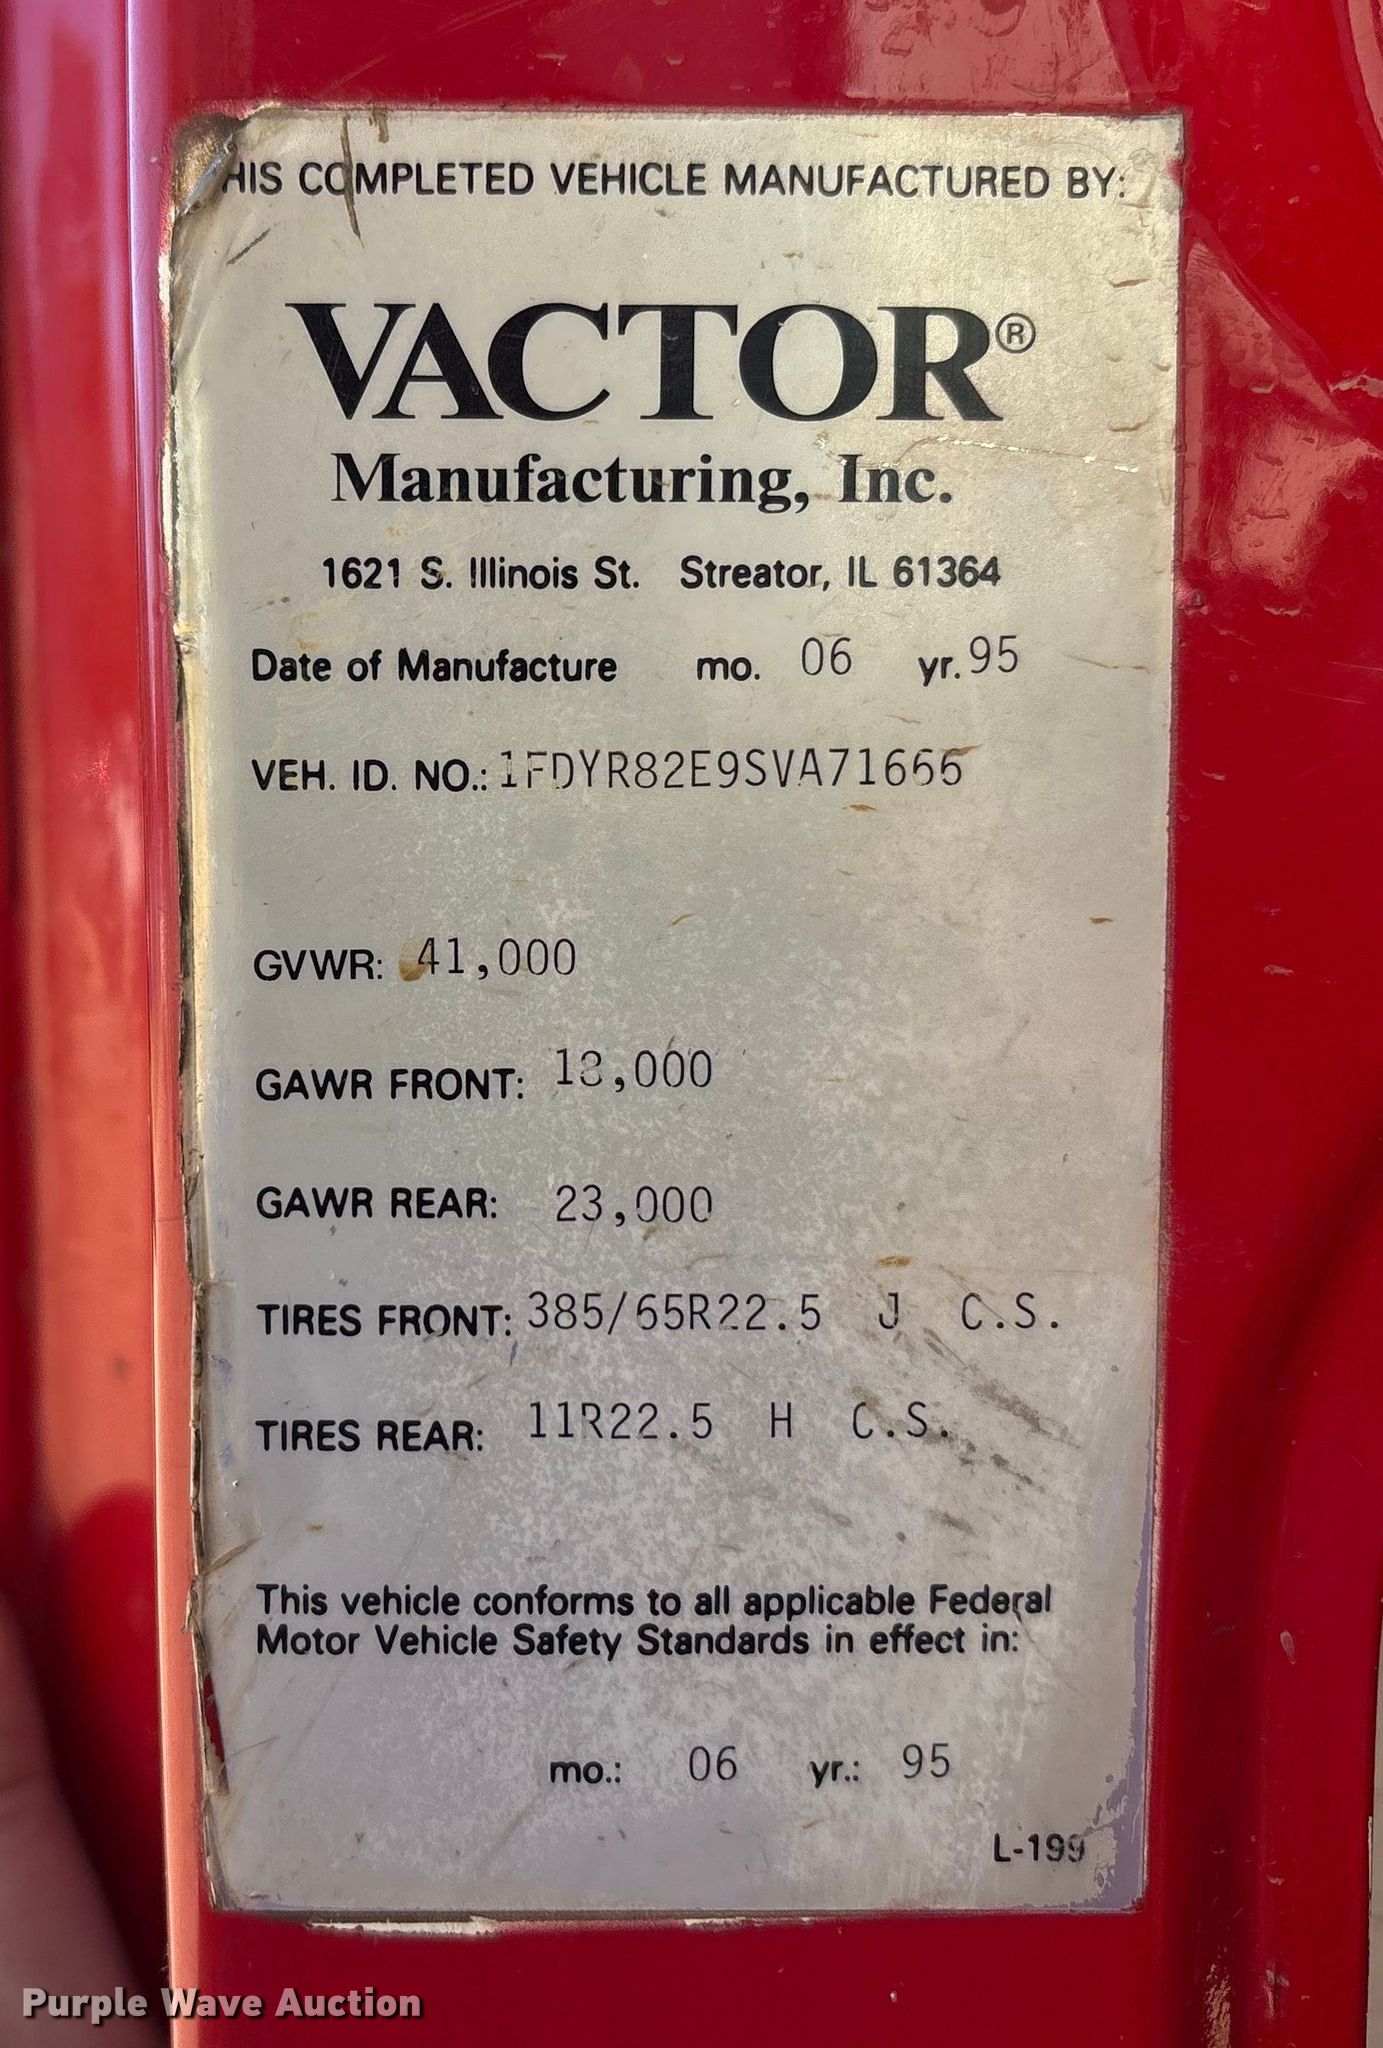 HIS COMPLETED VEHICLE MANUFACTURED BY:
VACTOR®
Manufacturing, Inc.
1621 S. Illinois St. Streator, IL 61364
Date of Manufacture mo. 06 yr. 95
VEH. ID. NO.: 1FDYR82E9SVA71666
GVWR: 41,000
GAWR FRONT: 18,000
GAWR REAR: 23,000
TIRES FRONT: 385/65R22.5 J C.S.
TIRES REAR: 11R22.5 H C.S.
This vehicle conforms to all applicable Federal
Motor Vehicle Safety Standards in effect in:
mo.: 06 yr.: 95
L-199
Purple Wave Auction